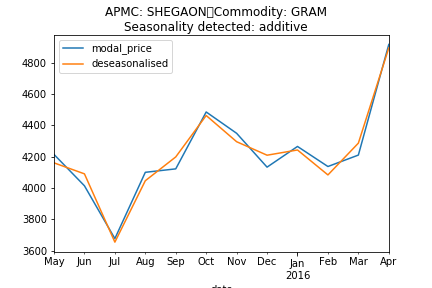 APMC: SHEGAON Commodity: GRAM
Seasonality detected: additive
modal_price
deseasonalised
4800
4600
4400
4200
4000
3800
3600
May Jun Jul Aug Sep Oct Nov Dec Jan Feb Mar Apr
2016